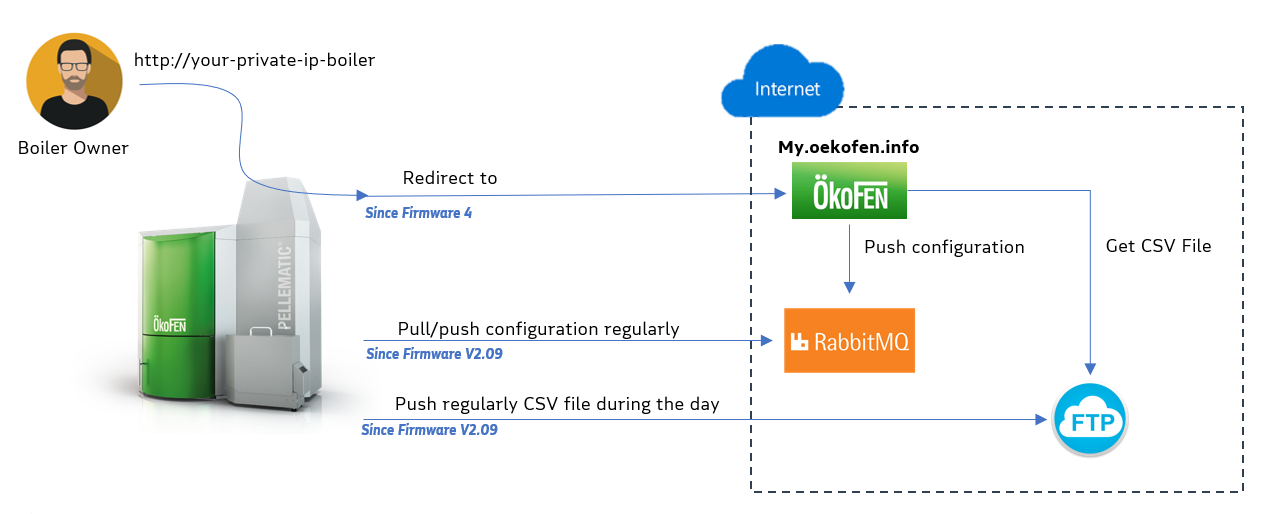 http://your-private-ip-boiler
Boiler Owner
Internet
My.oekofen.info
ÖkoFEN
Redirect to
Since Firmware 4
Push configuration
Get CSV File
PELLEMATIC®
ÖkoFEN
Pull/push configuration regularly
Since Firmware V2.09
RabbitMQ
Push regularly CSV file during the day
Since Firmware V2.09
FTP